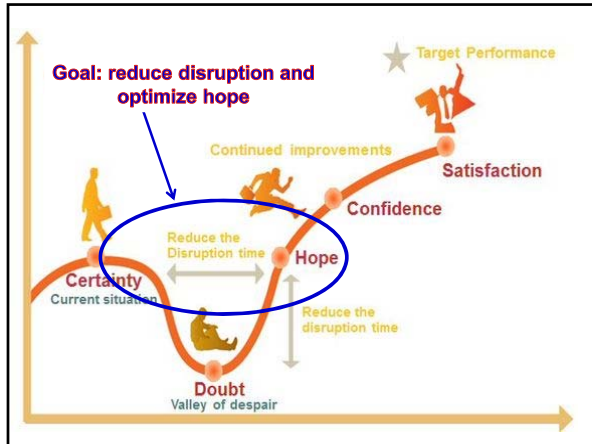 Target Performance
Goal: reduce disruption and
optimize hope
Continued improvements
Satisfaction
Confidence
Reduce the
Disruption time
Hope
Certainty
Current situation
Reduce the
disruption time
Doubt
Valley of despair